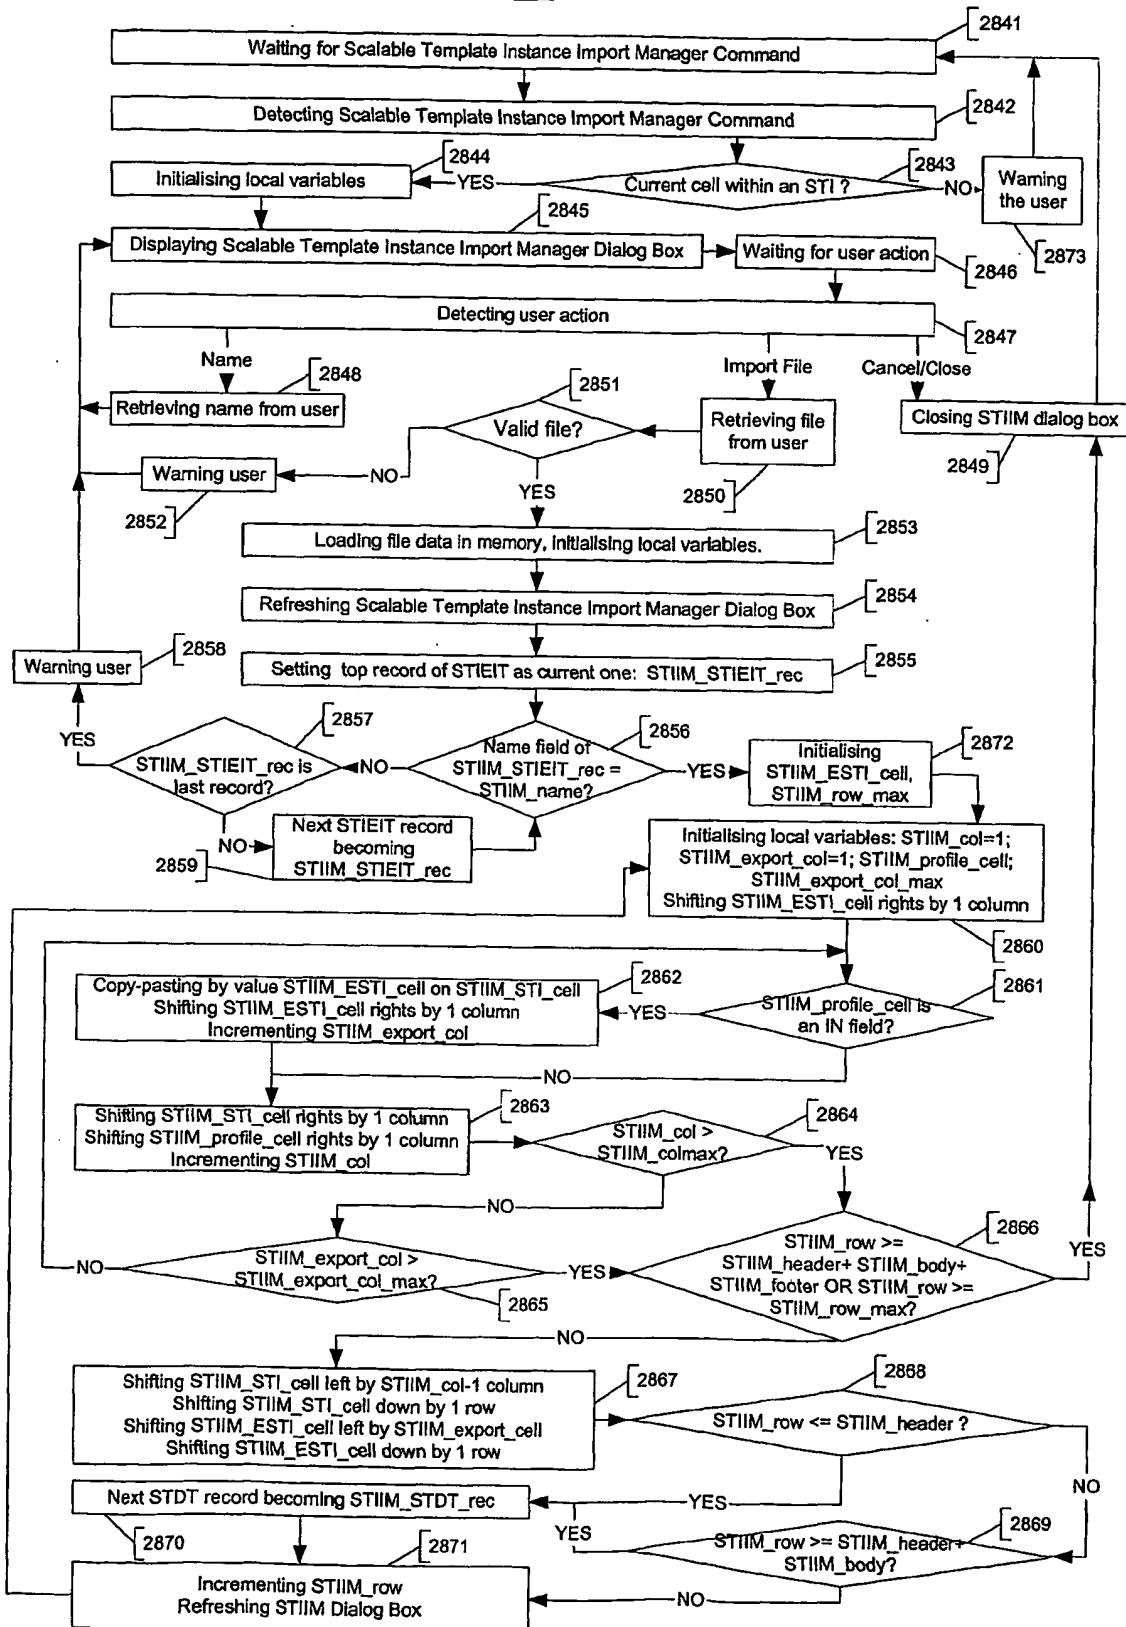 2841
Waiting for Scalable Template Instance Import Manager Command
2842
Detecting Scalable Template Instance Import Manager Command
2844
2843
Initialising local variables
YES
Current cell within an STI ?
NO
Warning
the user
2873
2845
Displaying Scalable Template Instance Import Manager Dialog Box
Waiting for user action
2846
Detecting user action
2847
Name
Import File
Cancel/Close
2848
Retrieving name from user
2851
Valid file?
Retrieving file
from user
2850
Closing STIIM dialog box
2849
Warning user
2852
NO
YES
2853
Loading file data in memory, initialising local variables.
2854
Refreshing Scalable Template Instance Import Manager Dialog Box
Warning user
2858
Setting top record of STIEIT as current one: STIIM_STIEIT_rec
2855
YES
2857
STIIM_STIEIT_rec is
last record?
NO
2856
Name field of
STIIM_STIEIT_rec =
STIIM_name?
YES
2872
Initialising
STIIM_ESTI_cell,
STIIM_row_max
NO
Next STIEIT record
becoming
STIIM_STIEIT_rec
2859
Initialising local variables: STIIM_col=1;
STIIM_export_col=1; STIIM_profile_cell;
STIIM_export_col_max
Shifting STIIM_ESTI_cell rights by 1 column
2860
2862
Copy-pasting by value STIIM_ESTI_cell on STIIM_STI_cell
Shifting STIIM_ESTI_cell rights by 1 column
Incrementing STIIM_export_col
YES
2861
STIIM_profile_cell is
an IN field?
NO
2863
Shifting STIIM_STI_cell rights by 1 column
Shifting STIIM_profile_cell rights by 1 column
Incrementing STIIM_col
2864
STIIM_col >
STIIM_colmax?
YES
NO
NO
STIIM_export_col >
STIIM_export_col_max?
2865
YES
2866
STIIM_row >=
STIIM_header+ STIIM_body+
STIIM_footer OR STIIM_row >=
STIIM_row_max?
YES
NO
Shifting STIIM_STI_cell left by STIIM_col-1 column
Shifting STIIM_STI_cell down by 1 row
Shifting STIIM_ESTI_cell left by STIIM_export_cell
Shifting STIIM_ESTI_cell down by 1 row
2867
2868
STIIM_row <= STIIM_header ?
NO
Next STDT record becoming STIIM_STDT_rec
YES
2870
2871
YES
2869
STIIM_row >= STIIM_header+
STIIM_body?
Incrementing STIIM_row
Refreshing STIIM Dialog Box
NO